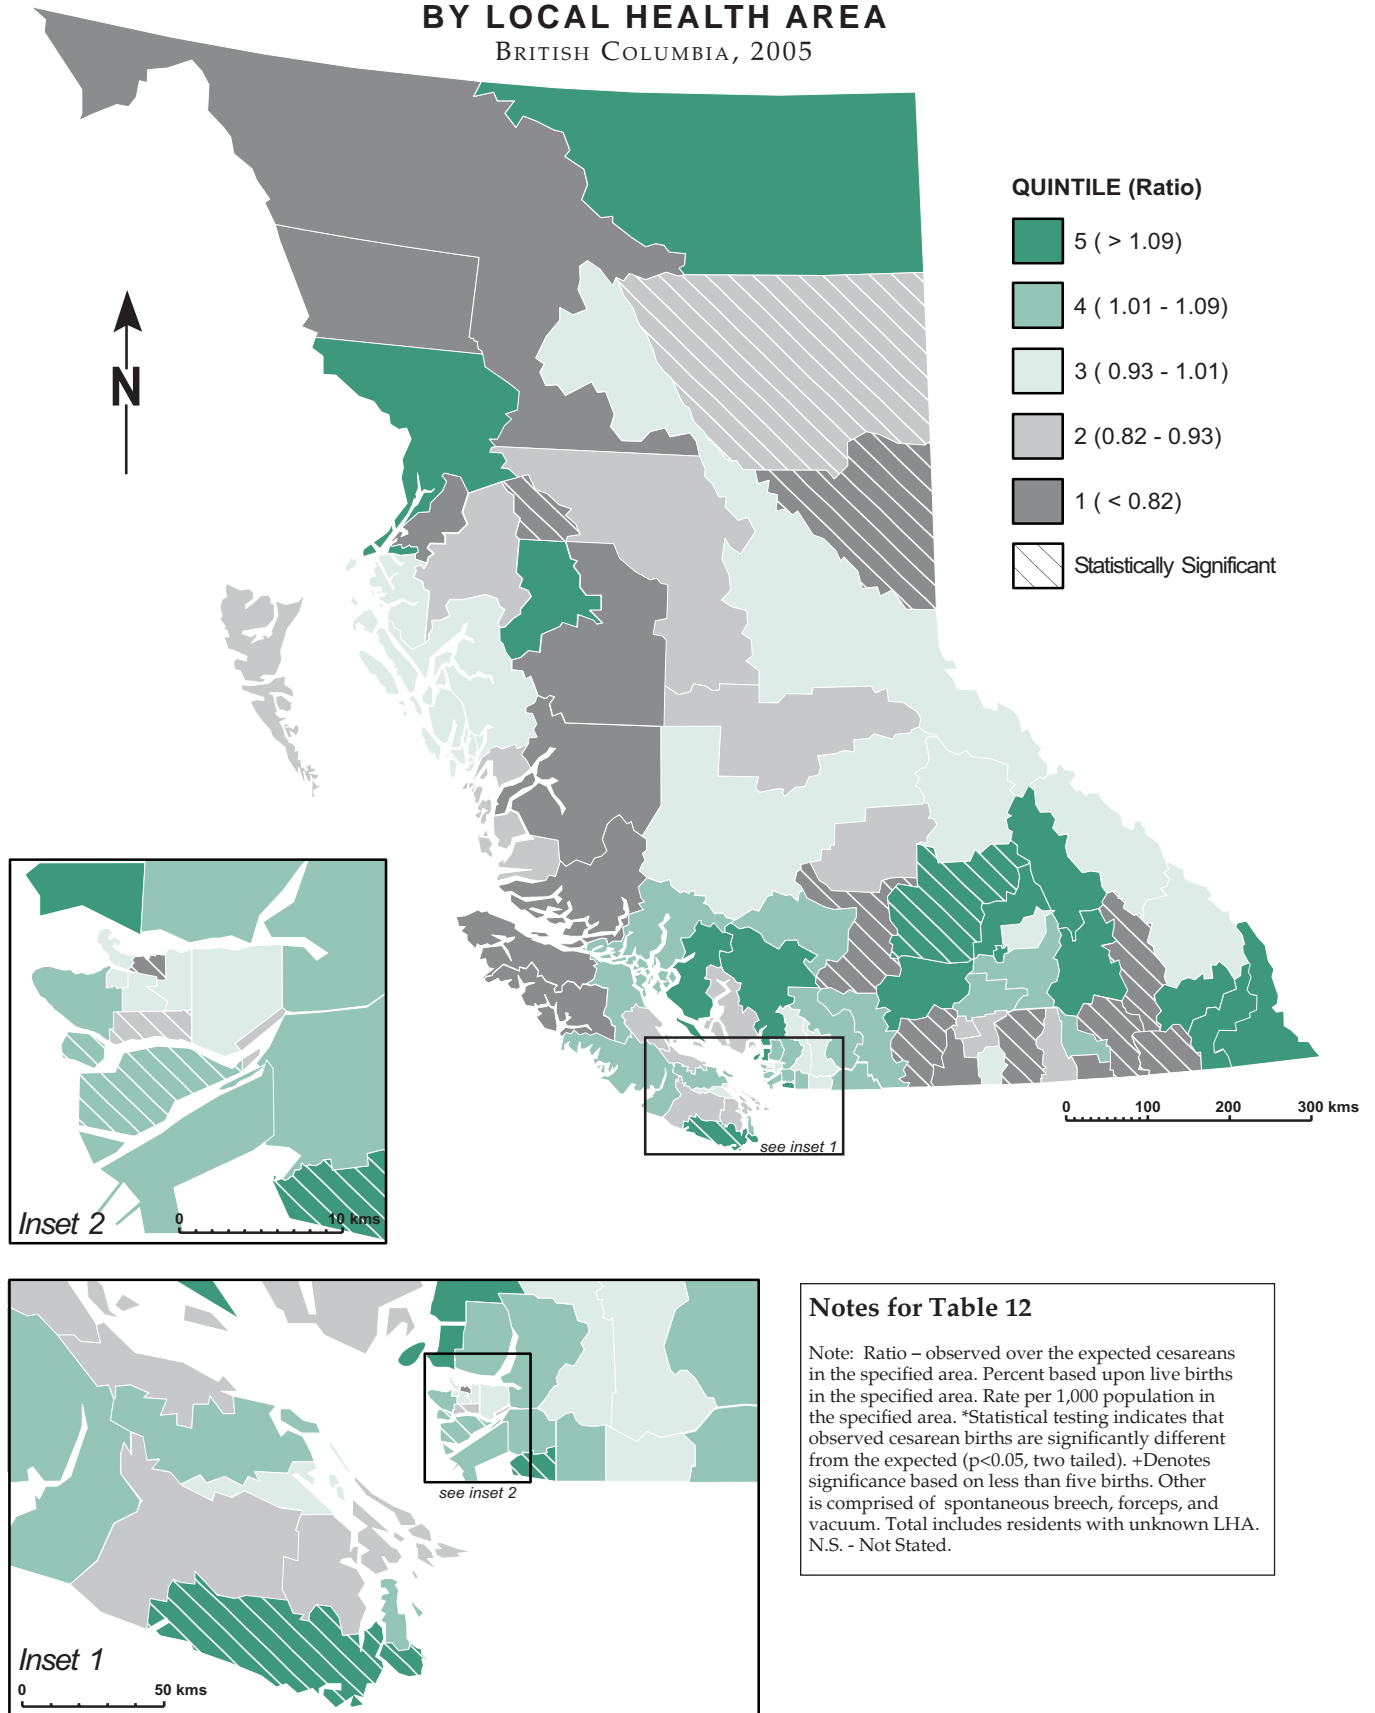 BY LOCAL HEALTH AREA
British Columbia, 2005
QUINTILE (Ratio)
5 ( > 1.09)
4 ( 1.01 - 1.09)
3 ( 0.93 - 1.01)
2 (0.82 - 0.93)
1 ( < 0.82)
Statistically Significant
N
0 100 200 300 kms
see inset 1
Inset 2
0 10 kms
see inset 2
Inset 1
0 50 kms
Notes for Table 12
Note: Ratio – observed over the expected cesareans
in the specified area. Percent based upon live births
in the specified area. Rate per 1,000 population in
the specified area. *Statistical testing indicates that
observed cesarean births are significantly different
from the expected (p<0.05, two tailed). +Denotes
significance based on less than five births. Other
is comprised of spontaneous breech, forceps, and
vacuum. Total includes residents with unknown LHA.
N.S. - Not Stated.